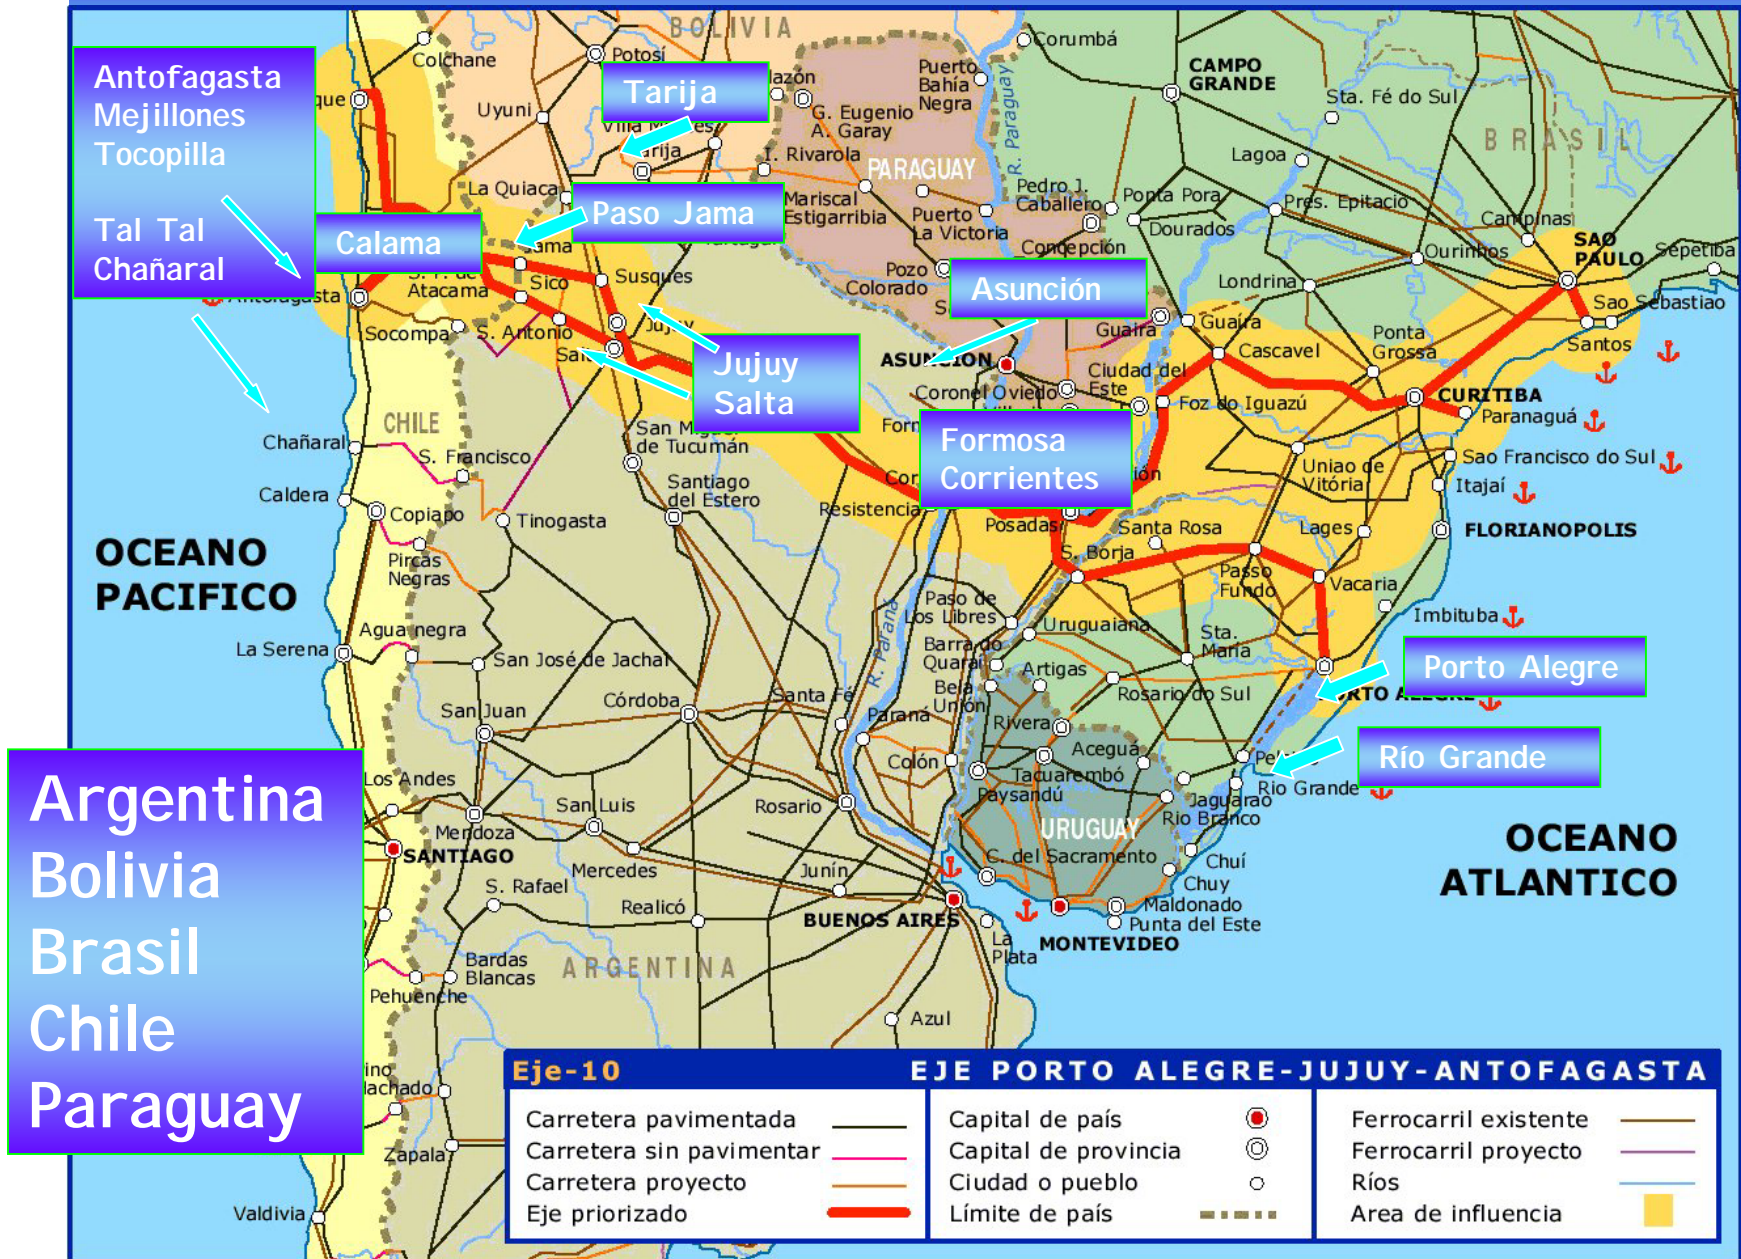 BOLIVIA
Corumbá
Colchane
Potosí
Puerto
Bahía
Negra
CAMPO
GRANDE
Antofagasta
Mejillones
Tocopilla
Tal Tal
Chañaral
Tarija
Uyuni
G. Eugenio
A. Garay
R. Paraguay
Sta. Fé do Sul
BRASIL
I. Rivarola
PARAGUAY
Lagoa
La Quiaca
Paso Jama
Mariscal
Estigarribia
Puerto
La Victoria
Pedro J.
Caballero
Ponta Pora
Dourados
Pres. Epitacio
Campinas
Calama
Concepción
Ourinhos
SAO
PAULO
Sepetiba
Atacama
Sico
Susques
Pozo
Colorado
Asunción
Londrina
Sao Sebastiao
Antofagasta
Socompa
S. Antonio
Jujuy
Guaíra
Guaíra
Ponta
Grossa
Santos
Jujuy
Salta
ASUNCION
Ciudad del
Este
Cascavel
Coronel Oviedo
Foz do Iguazú
CURITIBA
Paranaguá
CHILE
Chañaral
S. Francisco
de Tucumán
Formosa
Corrientes
Uniao de
Vitória
Sao Francisco do Sul
Itajaí
Caldera
Copiapo
Tinogasta
Santiago
del Estero
Resistencia
Posadas
Santa Rosa
Lages
FLORIANOPOLIS
OCEANO
PACIFICO
Pircas
Negras
S. Borja
Passo
Fundo
Vacaria
Paso de
Los Libres
Imbituba
Agua negra
La Serena
San José de Jachal
R. Paraná
Uruguaiana
Sta.
María
Barra do
Quaraí
Artigas
Porto Alegre
Bela
Unión
Rosario do Sul
San Juan
Córdoba
Santa Fé
Paraná
Rivera
Aceguá
Río Grande
Colón
Tacuarembó
Paysandú
Rio Grande
Jaguarao
Rio Branco
Los Andes
San Luis
Rosario
Mendoza
URUGUAY
SANTIAGO
Mercedes
Junín
C. del Sacramento
Chuí
Chuy
OCEANO
ATLANTICO
S. Rafael
Realicó
BUENOS AIRES
Maldonado
Punta del Este
La
Plata
MONTEVIDEO
Argentina
Bolivia
Brasil
Chile
Paraguay
Bardas
Blancas
ARGENTINA
Pehuenche
Azul
Zapala
Valdivia
Eje-10
EJE PORTO ALEGRE-JUJUY-ANTOFAGASTA
Carretera pavimentada
Carretera sin pavimentar
Carretera proyecto
Eje priorizado
Capital de país
Capital de provincia
Ciudad o pueblo
Límite de país
Ferrocarril existente
Ferrocarril proyecto
Ríos
Area de influencia